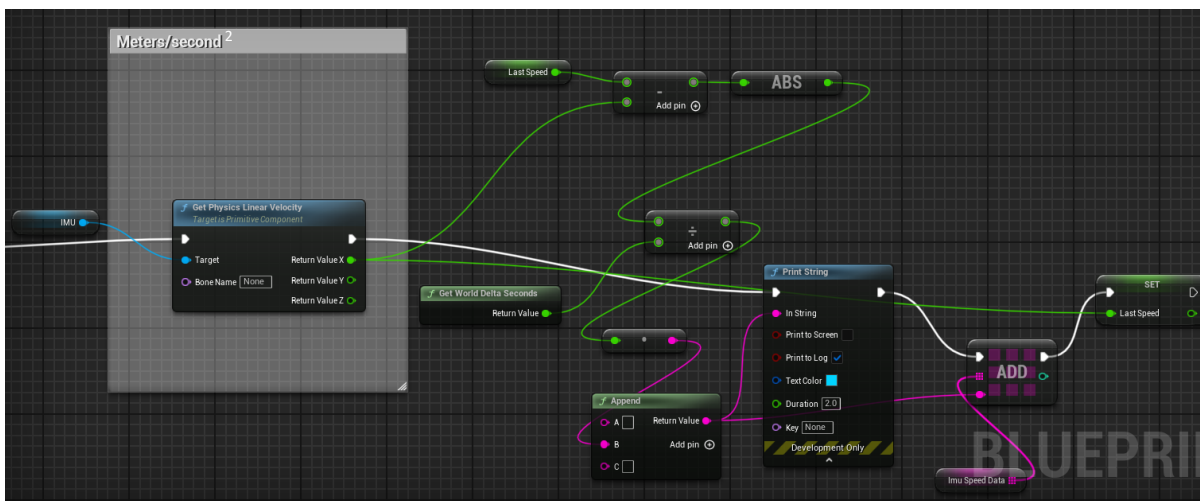 Meters/second 2
Last Speed
-
Add pin
ABS
IMU
f Get Physics Linear Velocity
Target is Primitive Component
Target
Return Value X
Bone Name None
Return Value Y
Return Value Z
÷
Add pin
f Get World Delta Seconds
Return Value
f Print String
In String
Print to Screen
Print to Log
Text Color
Duration 2.0
Key None
Development Only
f Append
A
Return Value
B
Add pin
C
ADD
SET
Last Speed
Imu Speed Data
BLUEPRI